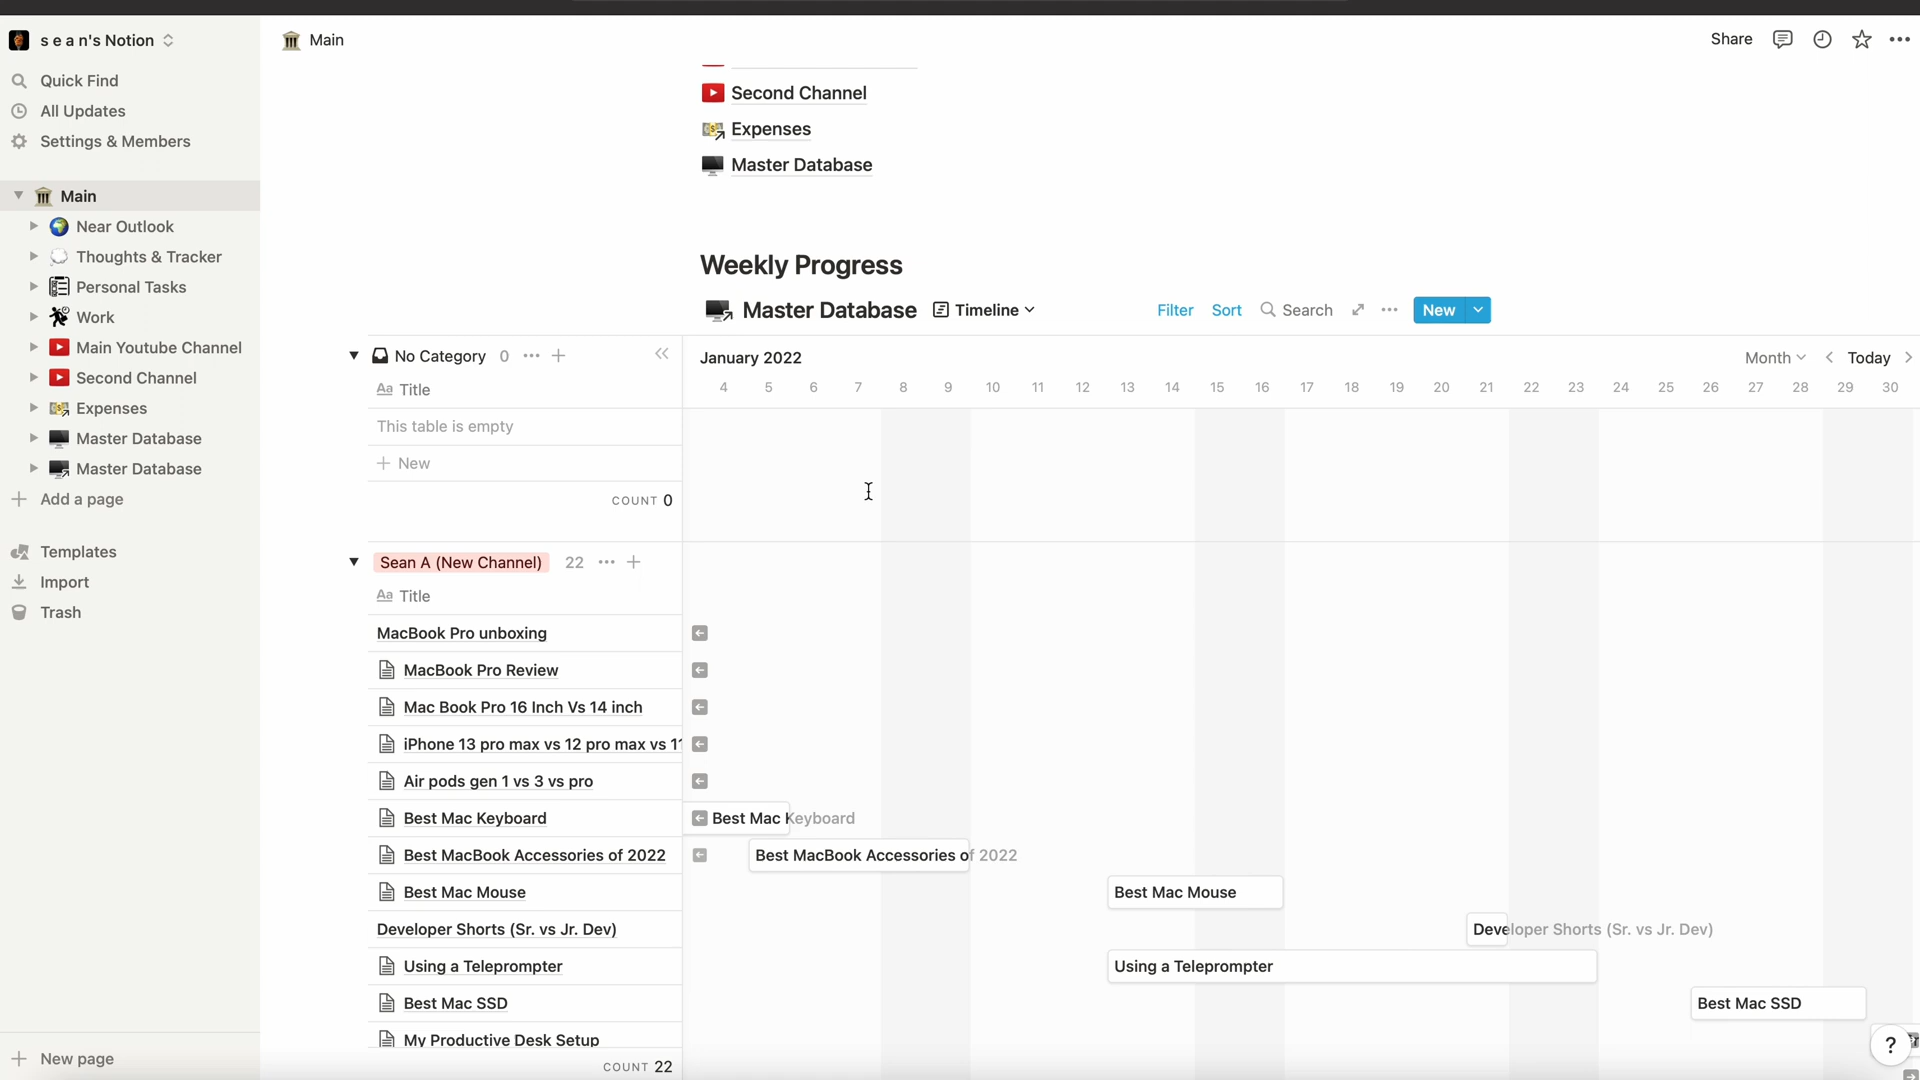 s e a n's Notion
Main
Share
Quick Find
All Updates
Settings & Members
Main
Near Outlook
Thoughts & Tracker
Personal Tasks
Work
Main Youtube Channel
Second Channel
Expenses
Master Database
Master Database
Add a page
Templates
Import
Trash
New page
Second Channel
Expenses
Master Database
Weekly Progress
Master Database Timeline Filter Sort Search New
No Category 0
January 2022 Month Today
Aa Title
4 5 6 7 8 9 10 11 12 13 14 15 16 17 18 19 20 21 22 23 24 25 26 27 28 29 30
This table is empty
New
COUNT 0
Sean A (New Channel) 22
Aa Title
MacBook Pro unboxing
MacBook Pro Review
Mac Book Pro 16 Inch Vs 14 inch
iPhone 13 pro max vs 12 pro max vs 11
Air pods gen 1 vs 3 vs pro
Best Mac Keyboard Best Mac Keyboard
Best MacBook Accessories of 2022 Best MacBook Accessories of 2022
Best Mac Mouse Best Mac Mouse
Developer Shorts (Sr. vs Jr. Dev) Developer Shorts (Sr. vs Jr. Dev)
Using a Teleprompter Using a Teleprompter
Best Mac SSD Best Mac SSD
My Productive Desk Setup
COUNT 22
?